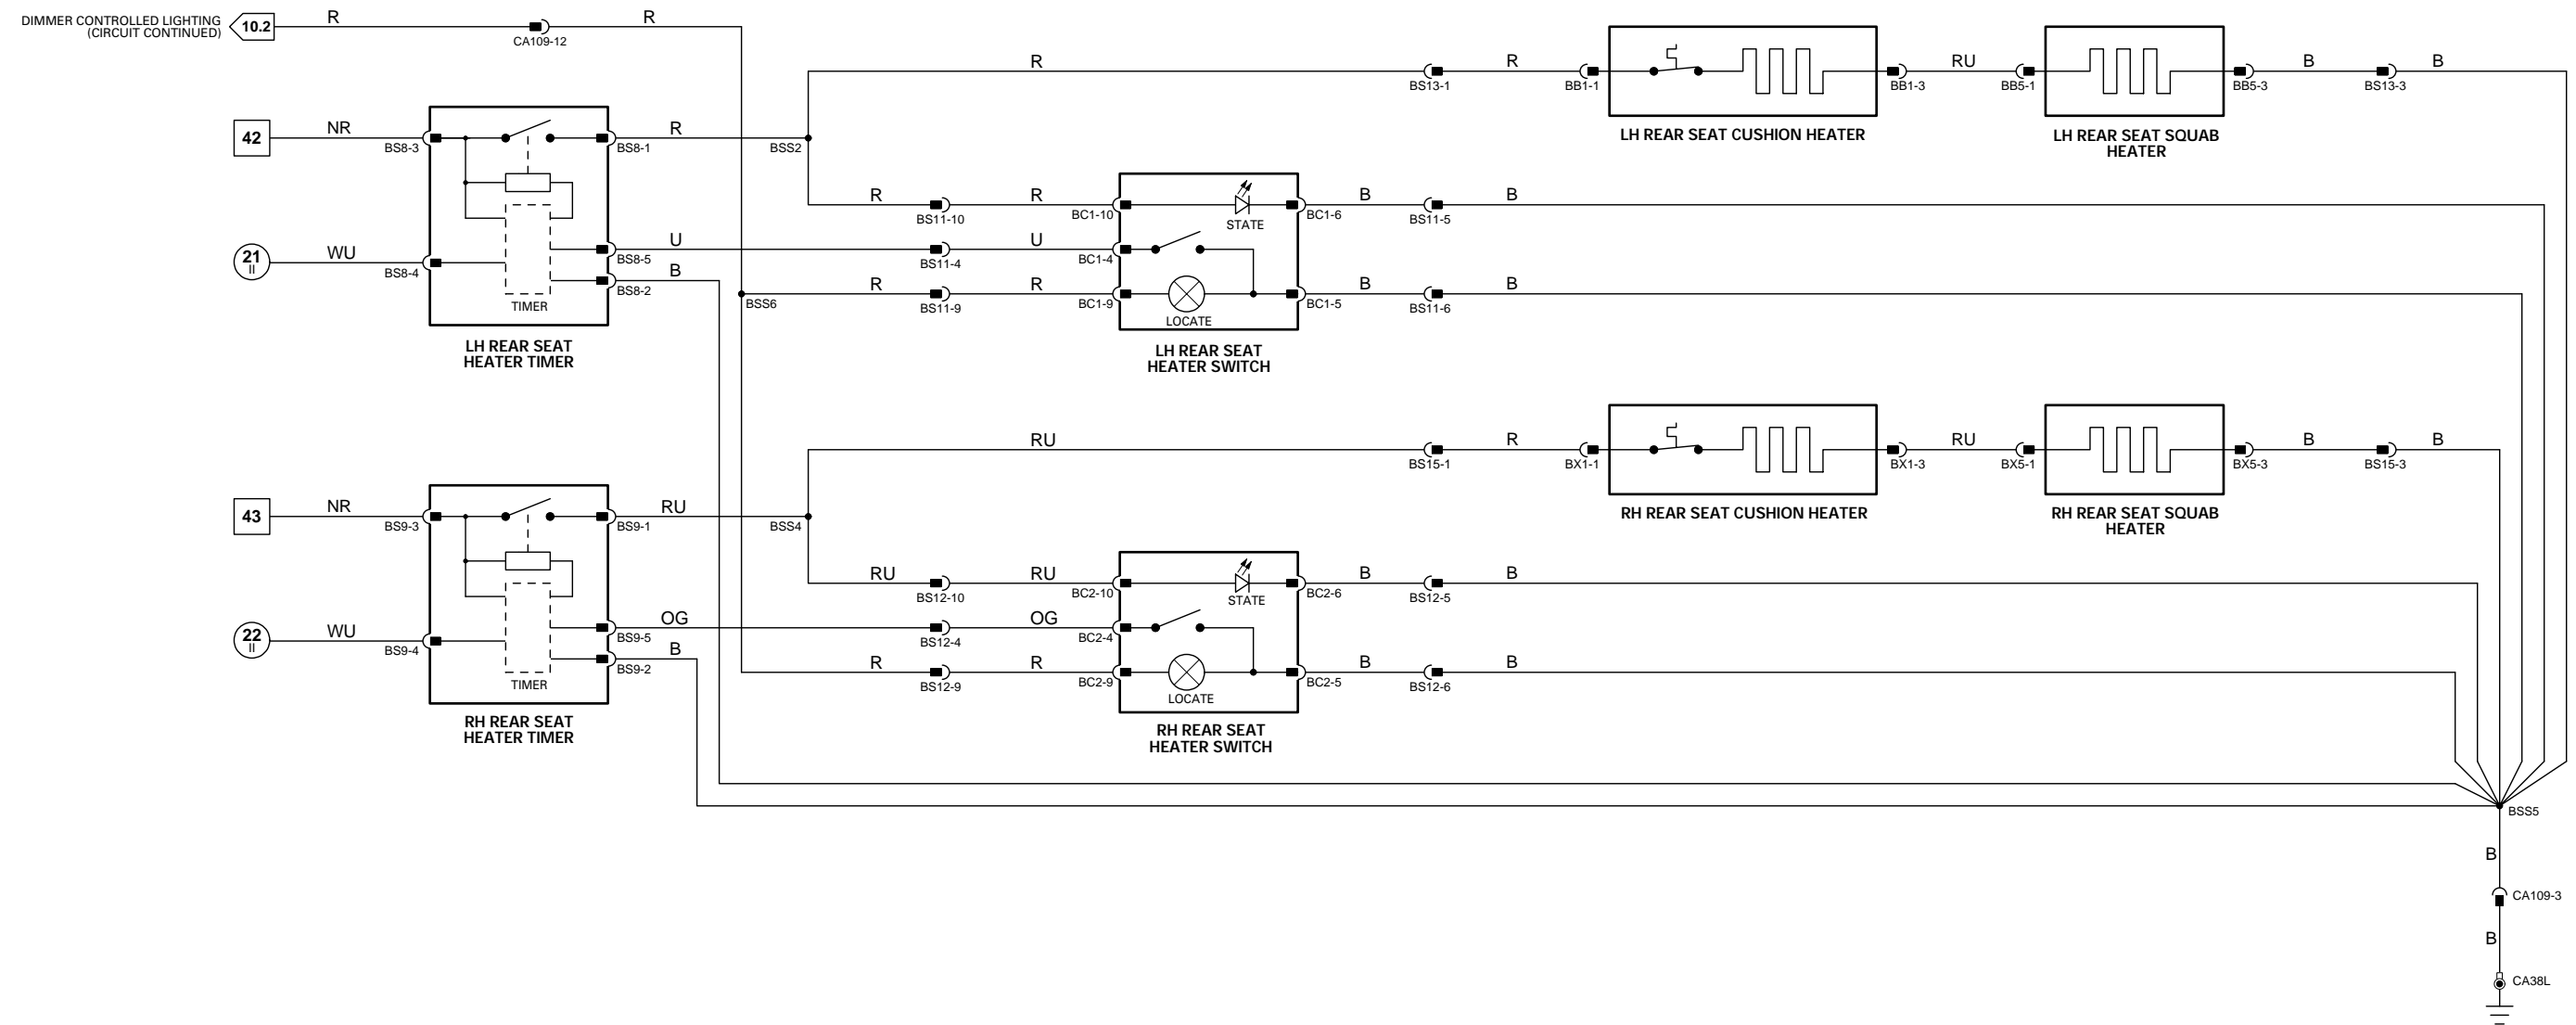 DIMMER CONTROLLED LIGHTING
(CIRCUIT CONTINUED)
10.2
R
CA109-12
R
R
BS13-1
R
BB1-1
BB1-3
RU
BB5-1
BB5-3
B
BS13-3
B
LH REAR SEAT CUSHION HEATER
LH REAR SEAT SQUAB
HEATER
42
NR
BS8-3
BS8-1
R
BSS2
R
BS11-10
R
BC1-10
STATE
BC1-6
B
BS11-5
B
21
II
WU
BS8-4
BS8-5
U
BS11-4
U
BC1-4
BS8-2
B
TIMER
BSS6
R
BS11-9
R
BC1-9
LOCATE
BC1-5
B
BS11-6
B
LH REAR SEAT
HEATER TIMER
LH REAR SEAT
HEATER SWITCH
RU
BS15-1
R
BX1-1
BX1-3
RU
BX5-1
BX5-3
B
BS15-3
B
RH REAR SEAT CUSHION HEATER
RH REAR SEAT SQUAB
HEATER
43
NR
BS9-3
BS9-1
RU
BSS4
RU
BS12-10
RU
BC2-10
STATE
BC2-6
B
BS12-5
B
22
II
WU
BS9-4
BS9-5
OG
BS12-4
OG
BC2-4
BS9-2
B
TIMER
R
BS12-9
R
BC2-9
LOCATE
BC2-5
B
BS12-6
B
RH REAR SEAT
HEATER TIMER
RH REAR SEAT
HEATER SWITCH
BSS5
B
CA109-3
B
CA38L